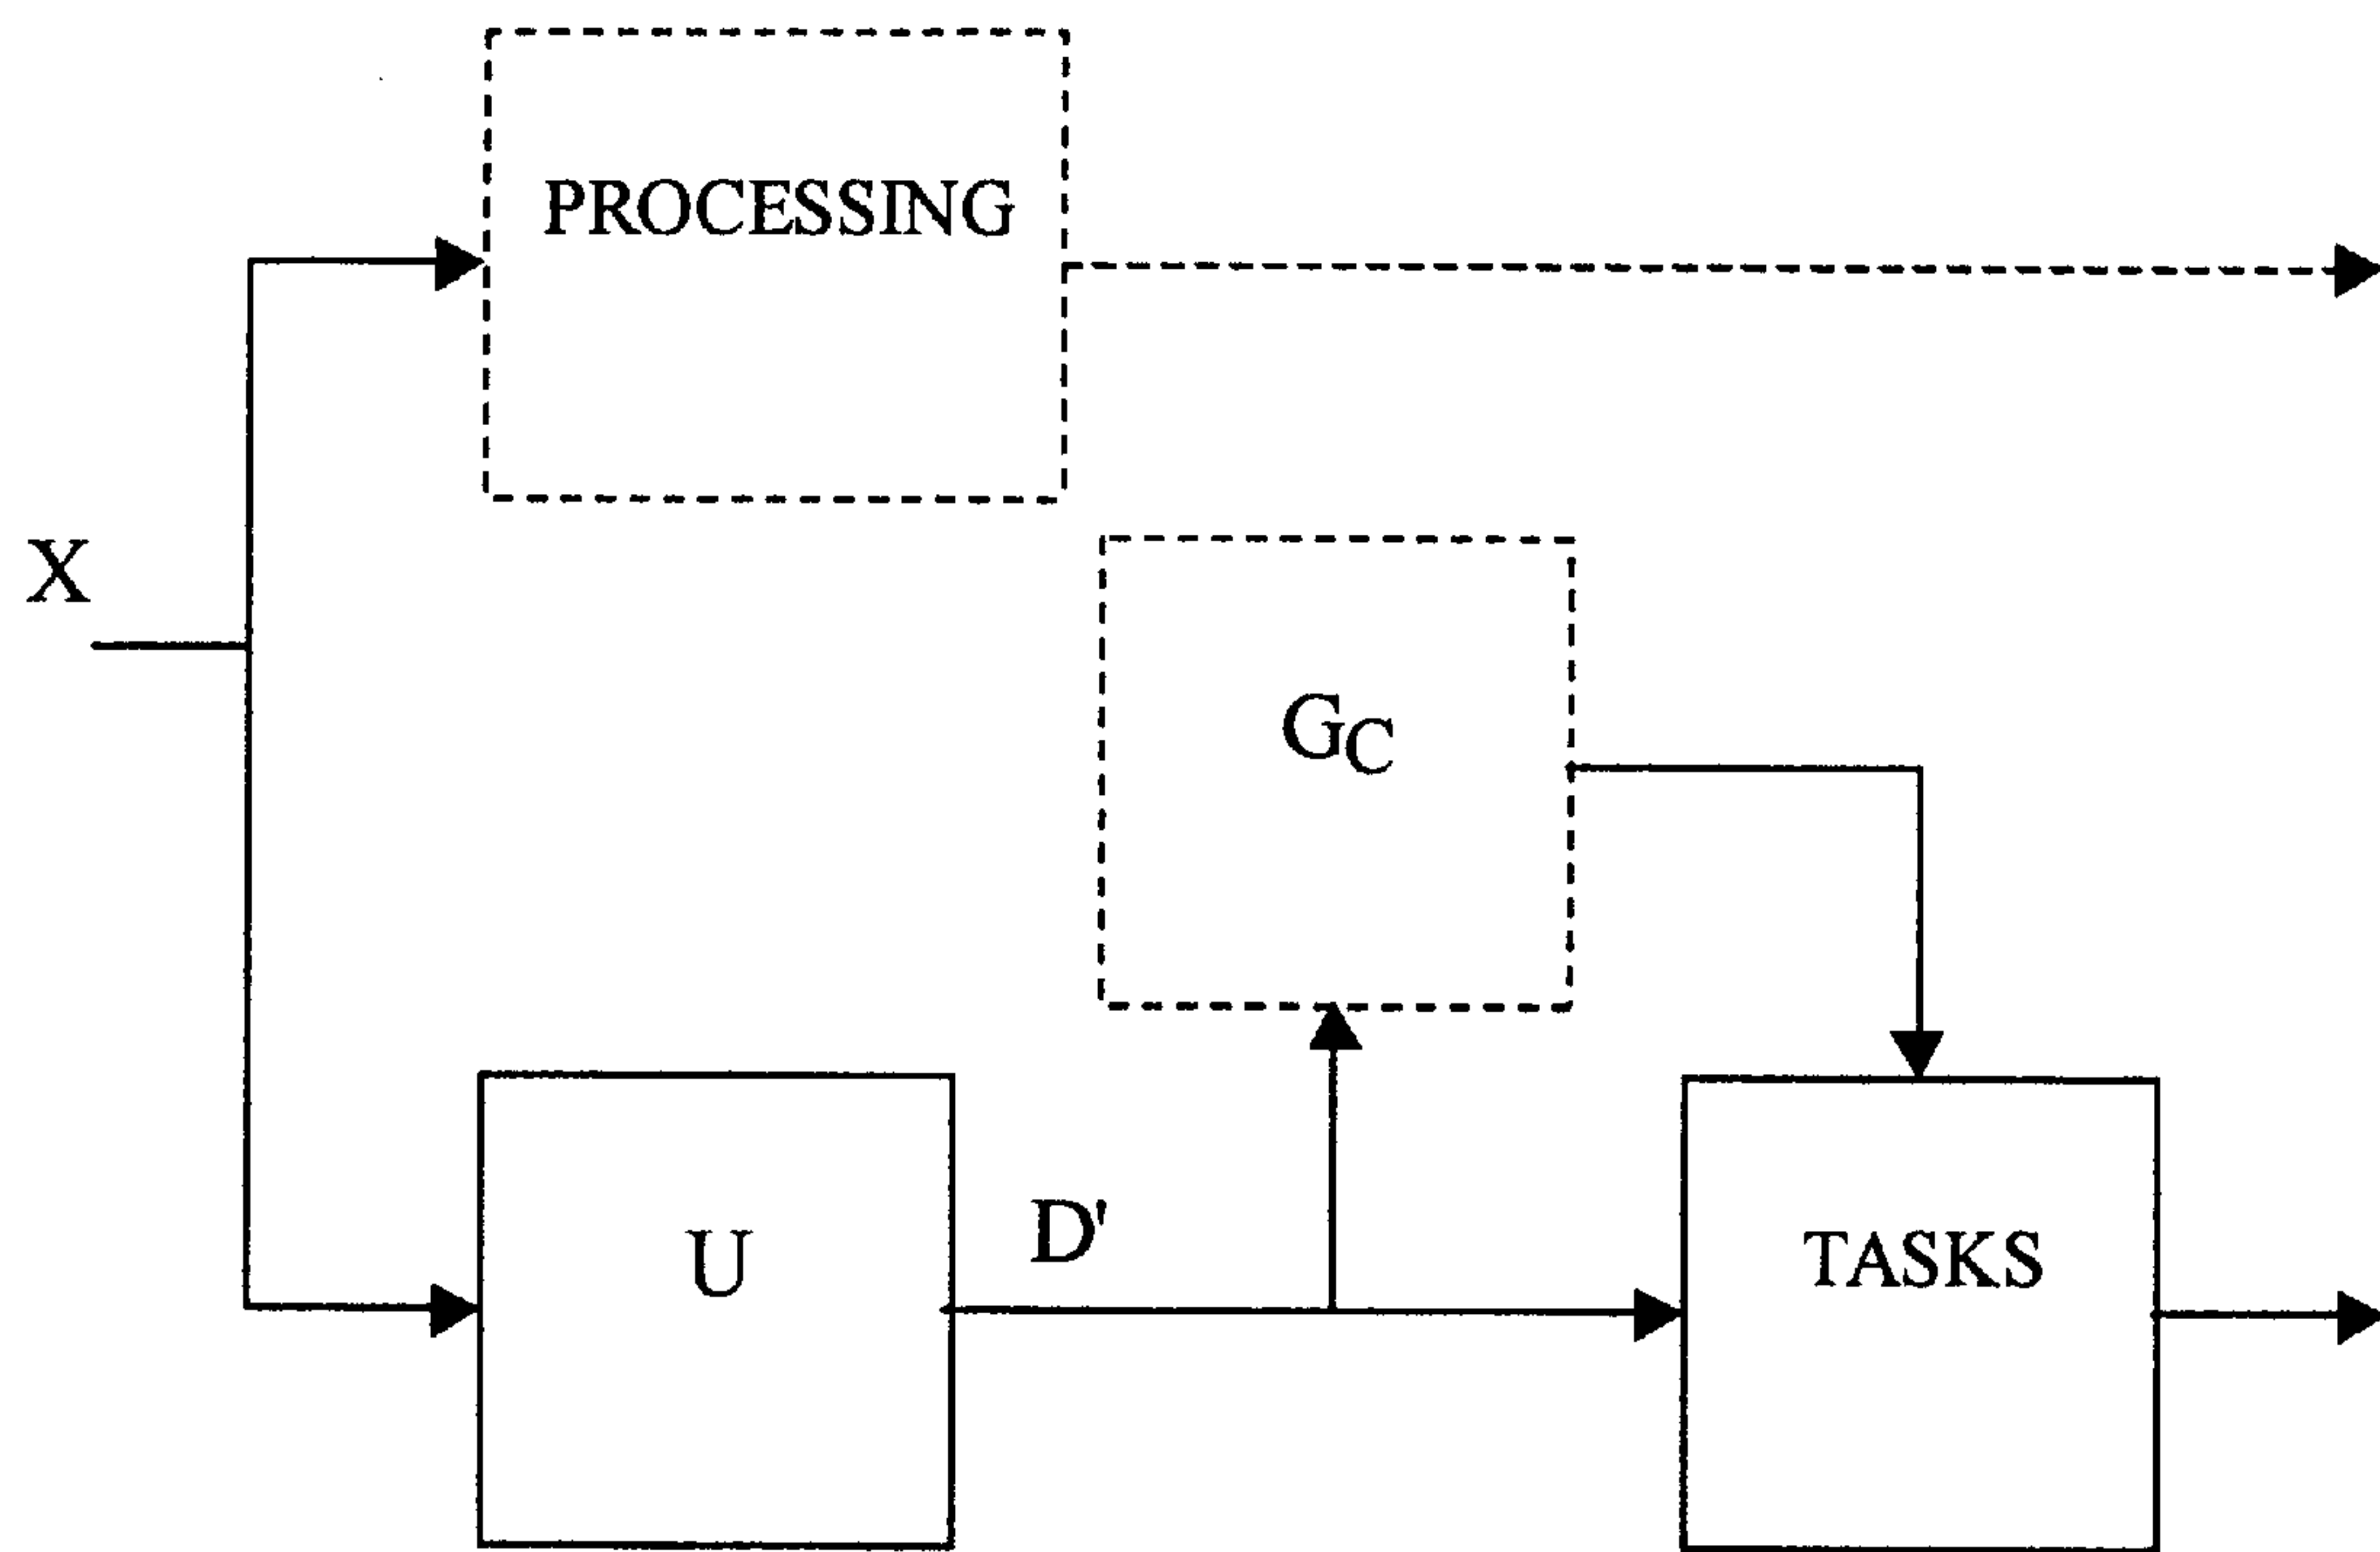 PROCESSING
X
GC
D'
U
TASKS